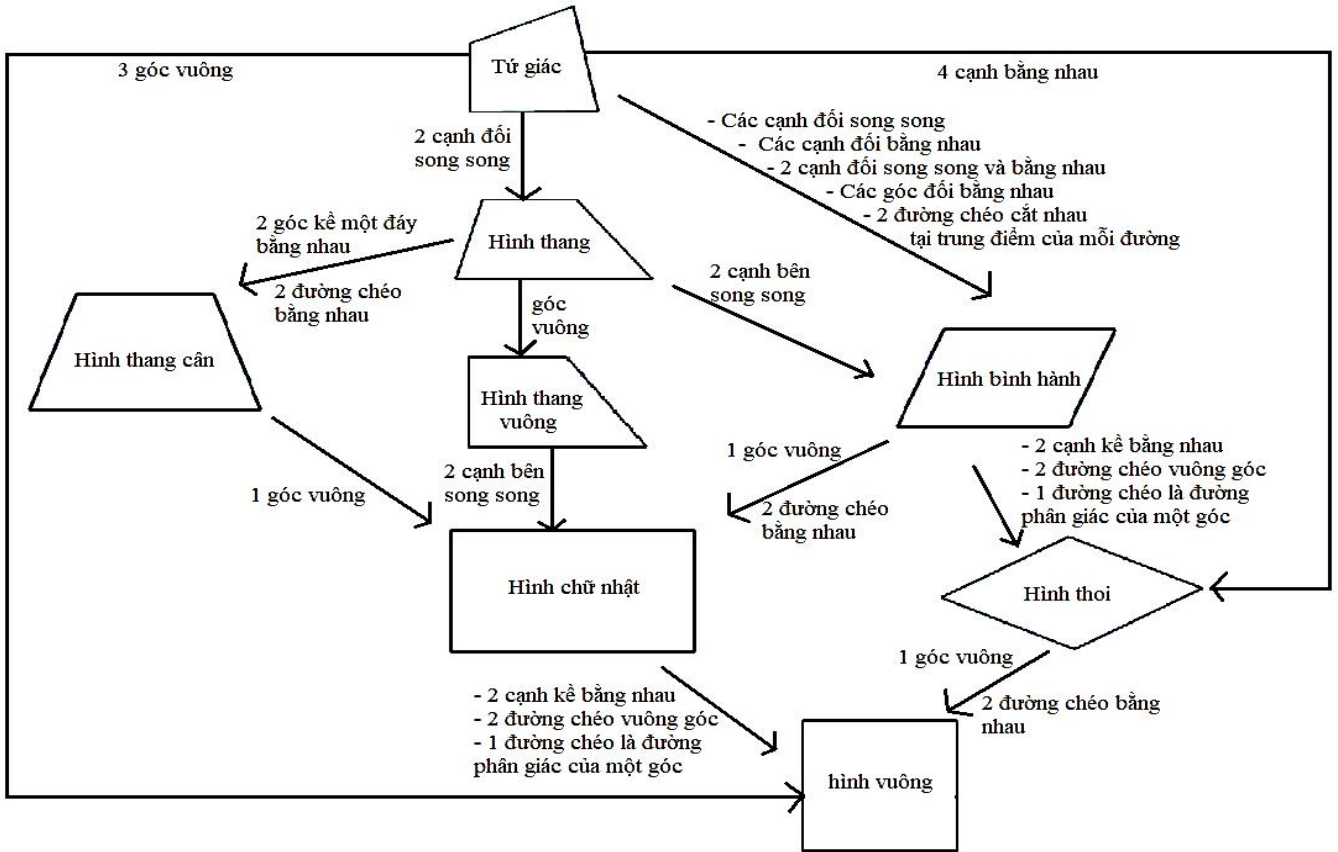 Tứ giác
3 góc vuông
4 cạnh bằng nhau
2 cạnh đối
song song
- Các cạnh đối song song
- Các cạnh đối bằng nhau
- 2 cạnh đối song song và bằng nhau
- Các góc đối bằng nhau
- 2 đường chéo cắt nhau
tại trung điểm của mỗi đường
2 góc kề một đáy
bằng nhau
Hình thang
2 đường chéo
bằng nhau
2 cạnh bên
song song
góc
vuông
Hình thang cân
Hình bình hành
Hình thang
vuông
1 góc vuông
2 cạnh bên
song song
1 góc vuông
2 đường chéo
bằng nhau
- 2 cạnh kề bằng nhau
- 2 đường chéo vuông góc
- 1 đường chéo là đường
phân giác của một góc
Hình chữ nhật
Hình thoi
- 2 cạnh kề bằng nhau
- 2 đường chéo vuông góc
- 1 đường chéo là đường
phân giác của một góc
1 góc vuông
2 đường chéo bằng
nhau
hình vuông